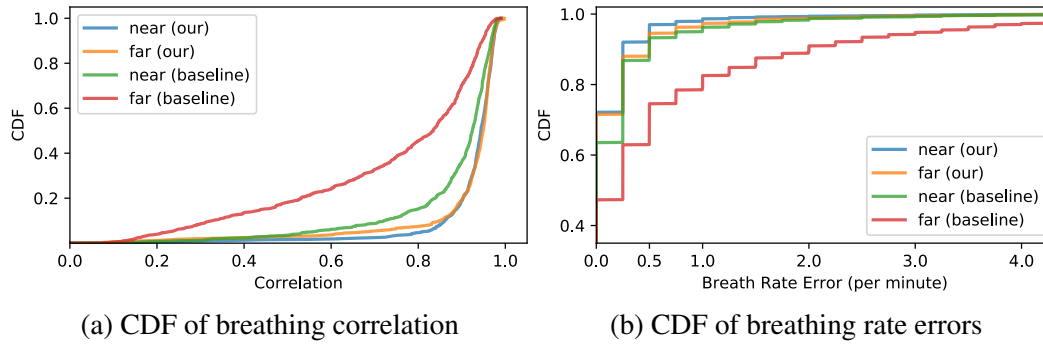 1.0
0.8
0.6
0.4
0.2
CDF
near (our)
far (our)
near (baseline)
far (baseline)
0.0 0.2 0.4 0.6 0.8 1.0
Correlation
(a) CDF of breathing correlation
1.0
0.8
0.6
0.4
CDF
near (our)
far (our)
near (baseline)
far (baseline)
0.0 0.5 1.0 2.0 3.0 4.0
Breath Rate Error (per minute)
(b) CDF of breathing rate errors